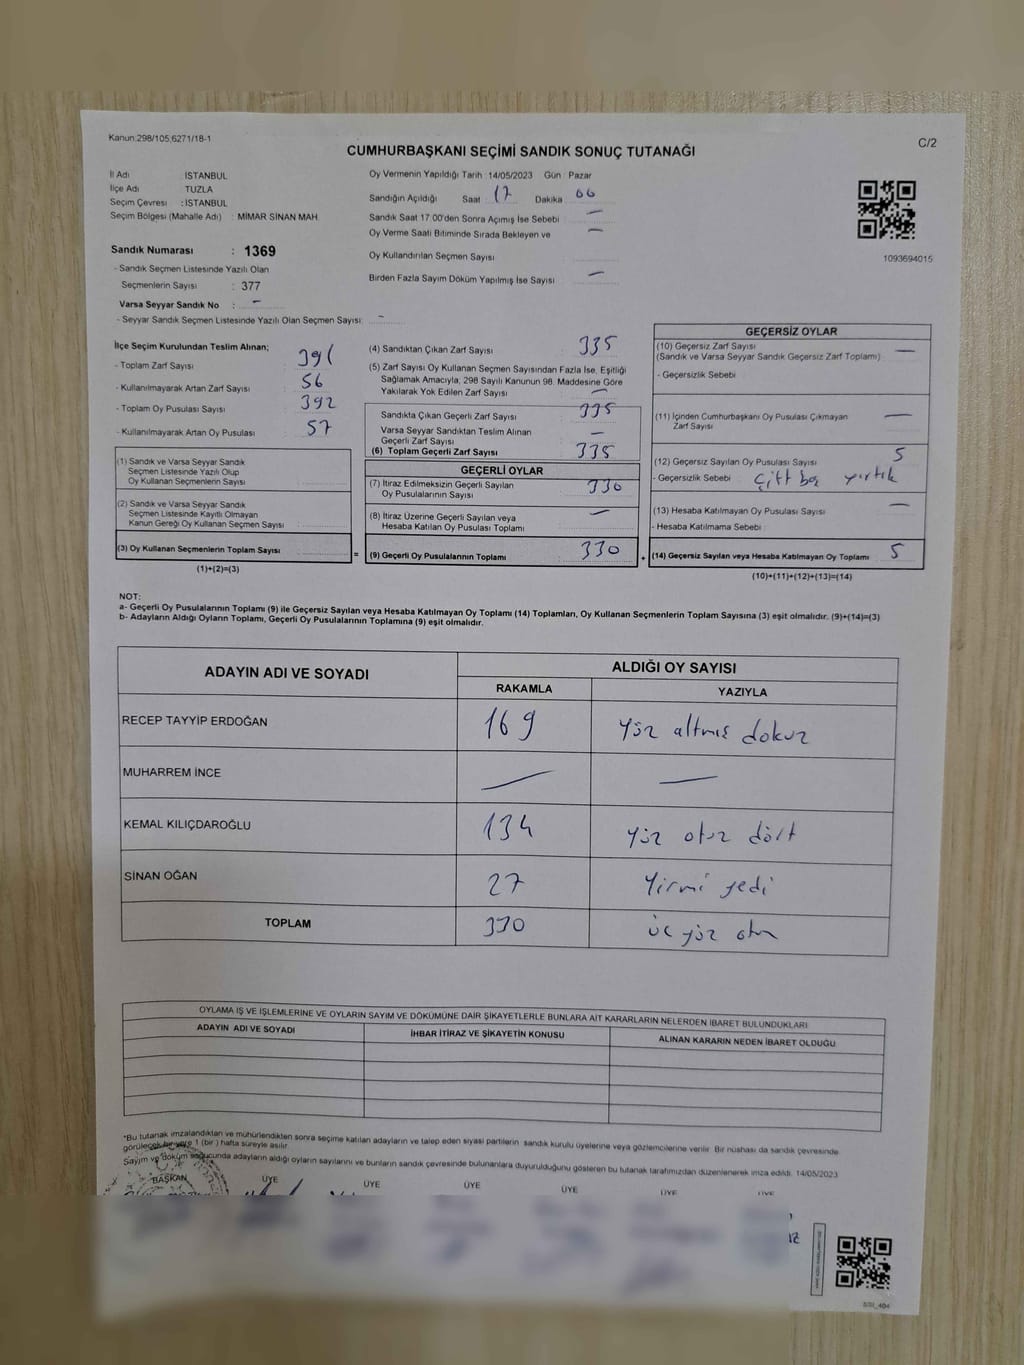 Kanun:298/105,6271/18-1
C/2
CUMHURBAŞKANI SEÇİMİ SANDIK SONUÇ TUTANAĞI
İl Adı İSTANBUL
İlçe Adı TUZLA
Seçim Çevresi : İSTANBUL
Seçim Bölgesi (Mahalle Adı) : MİMAR SİNAN MAH.
Sandık Numarası : 1369
- Sandık Seçmen Listesinde Yazılı Olan
Seçmenlerin Sayısı : 377
Varsa Seyyar Sandık No : -
- Seyyar Sandık Seçmen Listesinde Yazılı Olan Seçmen Sayısı: -
Oy Vermenin Yapıldığı Tarih :14/05/2023 Gün : Pazar
Sandığın Açıldığı Saat 17 Dakika 00
Sandık Saat 17.00'den Sonra Açımış İse Sebebi —
Oy Verme Saati Bitiminde Sırada Bekleyen ve —
Oy Kullandırılan Seçmen Sayısı
Birden Fazla Sayım Döküm Yapılmış İse Sayısı —
1093694015
İlçe Seçim Kurulundan Teslim Alınan;
- Toplam Zarf Sayısı : 391
- Kullanılmayarak Artan Zarf Sayısı : 56
- Toplam Oy Pusulası Sayısı : 392
- Kullanılmayarak Artan Oy Pusulası : 57
(1) Sandık ve Varsa Seyyar Sandık
Seçmen Listesinde Yazılı Olup
Oy Kullanan Seçmenlerin Sayısı :
(2) Sandık ve Varsa Seyyar
Sandık Seçmen Listesinde Kayıtlı Olmayan
Kanun Gereği Oy Kullanan Seçmen Sayısı :
(3) Oy Kullanan Seçmenlerin Toplam Sayısı
(1)+(2)=(3)
(4) Sandıktan Çıkan Zarf Sayısı 335
(5) Zarf Sayısı Oy Kullanan Seçmen Sayısından Fazla İse, Eşitliği
Sağlamak Amacıyla, 298 Sayılı Kanunun 98. Maddesine Göre
Yakılarak Yok Edilen Zarf Sayısı —
Sandıkta Çıkan Geçerli Zarf Sayısı 335
Varsa Seyyar Sandıktan Teslim Alınan
Geçerli Zarf Sayısı —
(6) Toplam Geçerli Zarf Sayısı 335
GEÇERLİ OYLAR
(7) İtiraz Edilmeksizin Geçerli Sayılan
Oy Pusulalarının Sayısı 330
(8) İtiraz Üzerine Geçerli Sayılan veya
Hesaba Katılan Oy Pusulası Toplamı —
= (9) Geçerli Oy Pusulalarının Toplamı 330
GEÇERSİZ OYLAR
(10) Geçersiz Zarf Sayısı —
(Sandık ve Varsa Seyyar Sandık Geçersiz Zarf Toplamı)
- Geçersizlik Sebebi
(11) İçinden Cumhurbaşkanı Oy Pusulası Çıkmayan —
Zarf Sayısı
(12) Geçersiz Sayılan Oy Pusulası Sayısı 5
- Geçersizlik Sebebi yırtık
(13) Hesaba Katılmayan Oy Pusulası Sayısı —
- Hesaba Katılmama Sebebi :
+ (14) Geçersiz Sayılan veya Hesaba Katılmayan Oy Toplamı 5
(10)+(11)+(12)+(13)=(14)
NOT:
a- Geçerli Oy Pusulalarının Toplamı (9) ile Geçersiz Sayılan veya Hesaba Katılmayan Oy Toplamı (14) Toplamları, Oy Kullanan Seçmenlerin Toplam Sayısına (3) eşit olmalıdır. (9)+(14)=(3)
b- Adayların Aldığı Oyların Toplamı, Geçerli Oy Pusulalarının Toplamına (9) eşit olmalıdır.
ADAYIN ADI VE SOYADI
ALDIĞI OY SAYISI
RAKAMLA YAZIYLA
RECEP TAYYİP ERDOĞAN 169 yüz altmış dokuz
MUHARREM İNCE — —
KEMAL KILIÇDAROĞLU 134 yüz otuz dört
SİNAN OĞAN 27 Yirmi yedi
TOPLAM 330 üç yüz otuz
OYLAMA İŞ VE İŞLEMLERİNE VE OYLARIN SAYIM VE DÖKÜMÜNE DAİR ŞİKAYETLERLE BUNLARA AİT KARARLARIN NELERDEN İBARET BULUNDUKLARI
ADAYIN ADI VE SOYADI İHBAR İTİRAZ VE ŞİKAYETİN KONUSU ALINAN KARARIN NEDEN İBARET OLDUĞU
*Bu tutanak imzalandıktan ve mühürlendikten sonra seçime katılan adayların ve talep eden siyasi partilerin sandık kurulu üyelerine veya gözlemcilerine verilir. Bir nüshası da sandık çevresinde
görülecek bir yere 1 (bir ) hafta süreyle asılır.
Sayım ve döküm sonucunda adayların aldığı oyların sayılarını ve bunların sandık çevresinde bulunanlara duyurulduğunu gösteren bu tutanak tarafımızdan düzenlenerek imza edildi. 14/05/2023
BAŞKAN ÜYE ÜYE ÜYE ÜYE ÜYE ÜYE
SSI_404